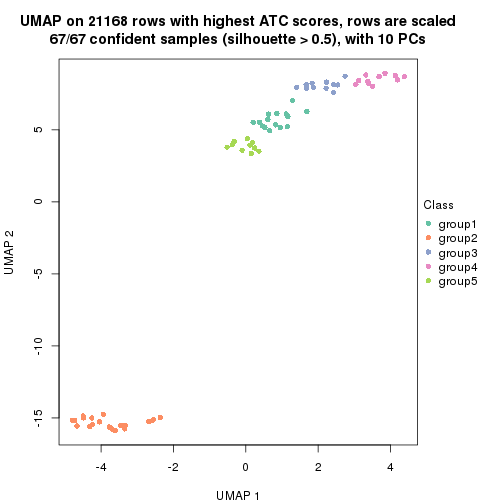 UMAP on 21168 rows with highest ATC scores, rows are scaled
67/67 confident samples (silhouette > 0.5), with 10 PCs
5
0
-5
-10
-15
UMAP 2
-4
-2
0
2
4
UMAP 1
Class
group1
group2
group3
group4
group5